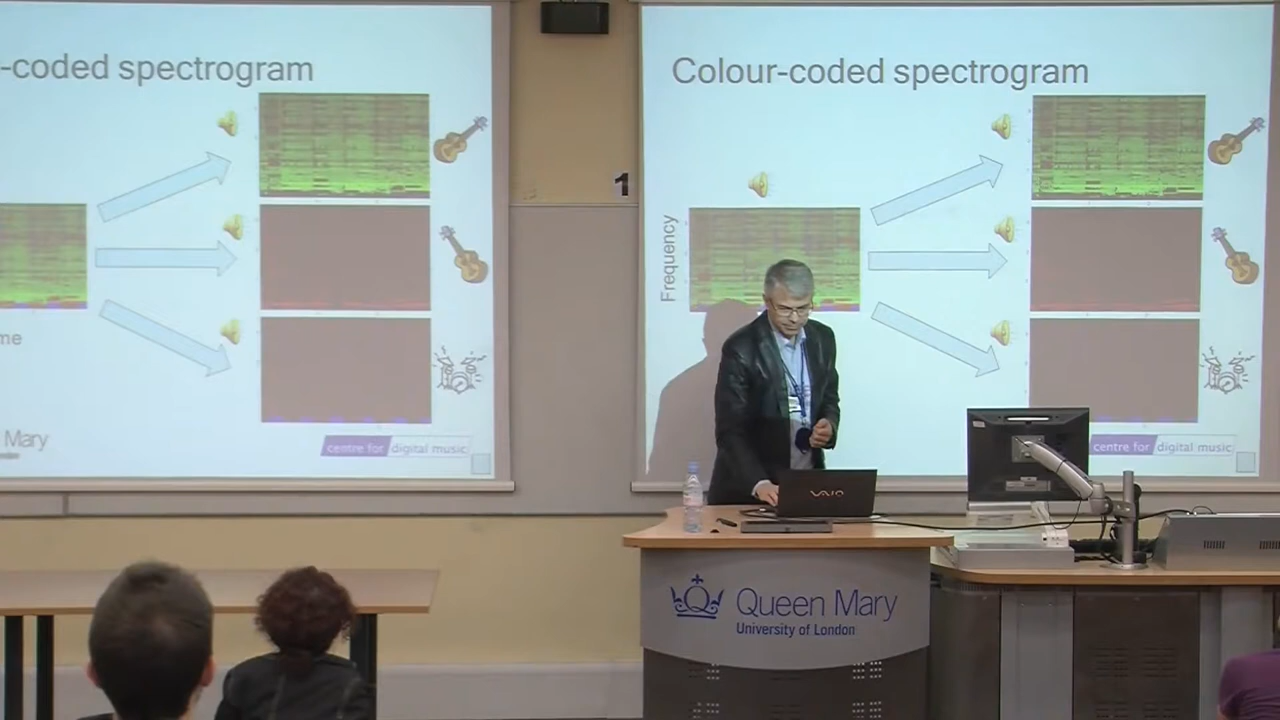 -coded spectrogram
me
Mary
centre for digital music
1
Colour-coded spectrogram
Frequency
centre for digital music
VAIO
Queen Mary
University of London